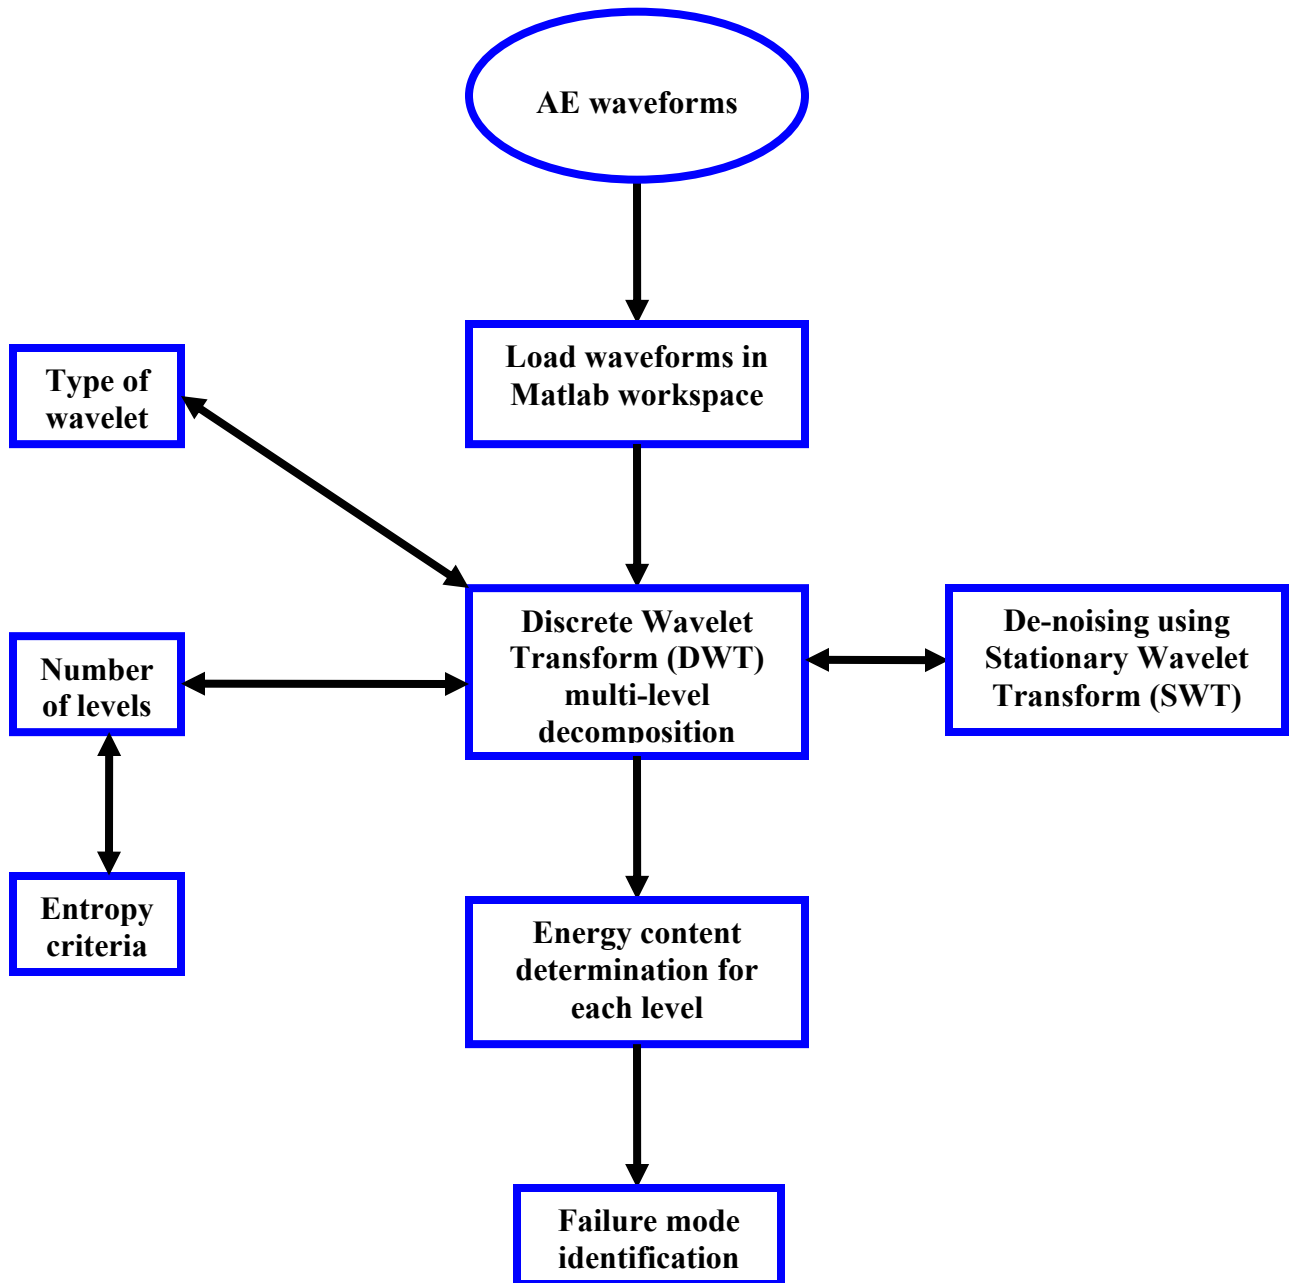 AE waveforms
Load waveforms in
Matlab workspace
Type of
wavelet
Discrete Wavelet
Transform (DWT)
multi-level
decomposition
De-noising using
Stationary Wavelet
Transform (SWT)
Number
of levels
Entropy
criteria
Energy content
determination for
each level
Failure mode
identification